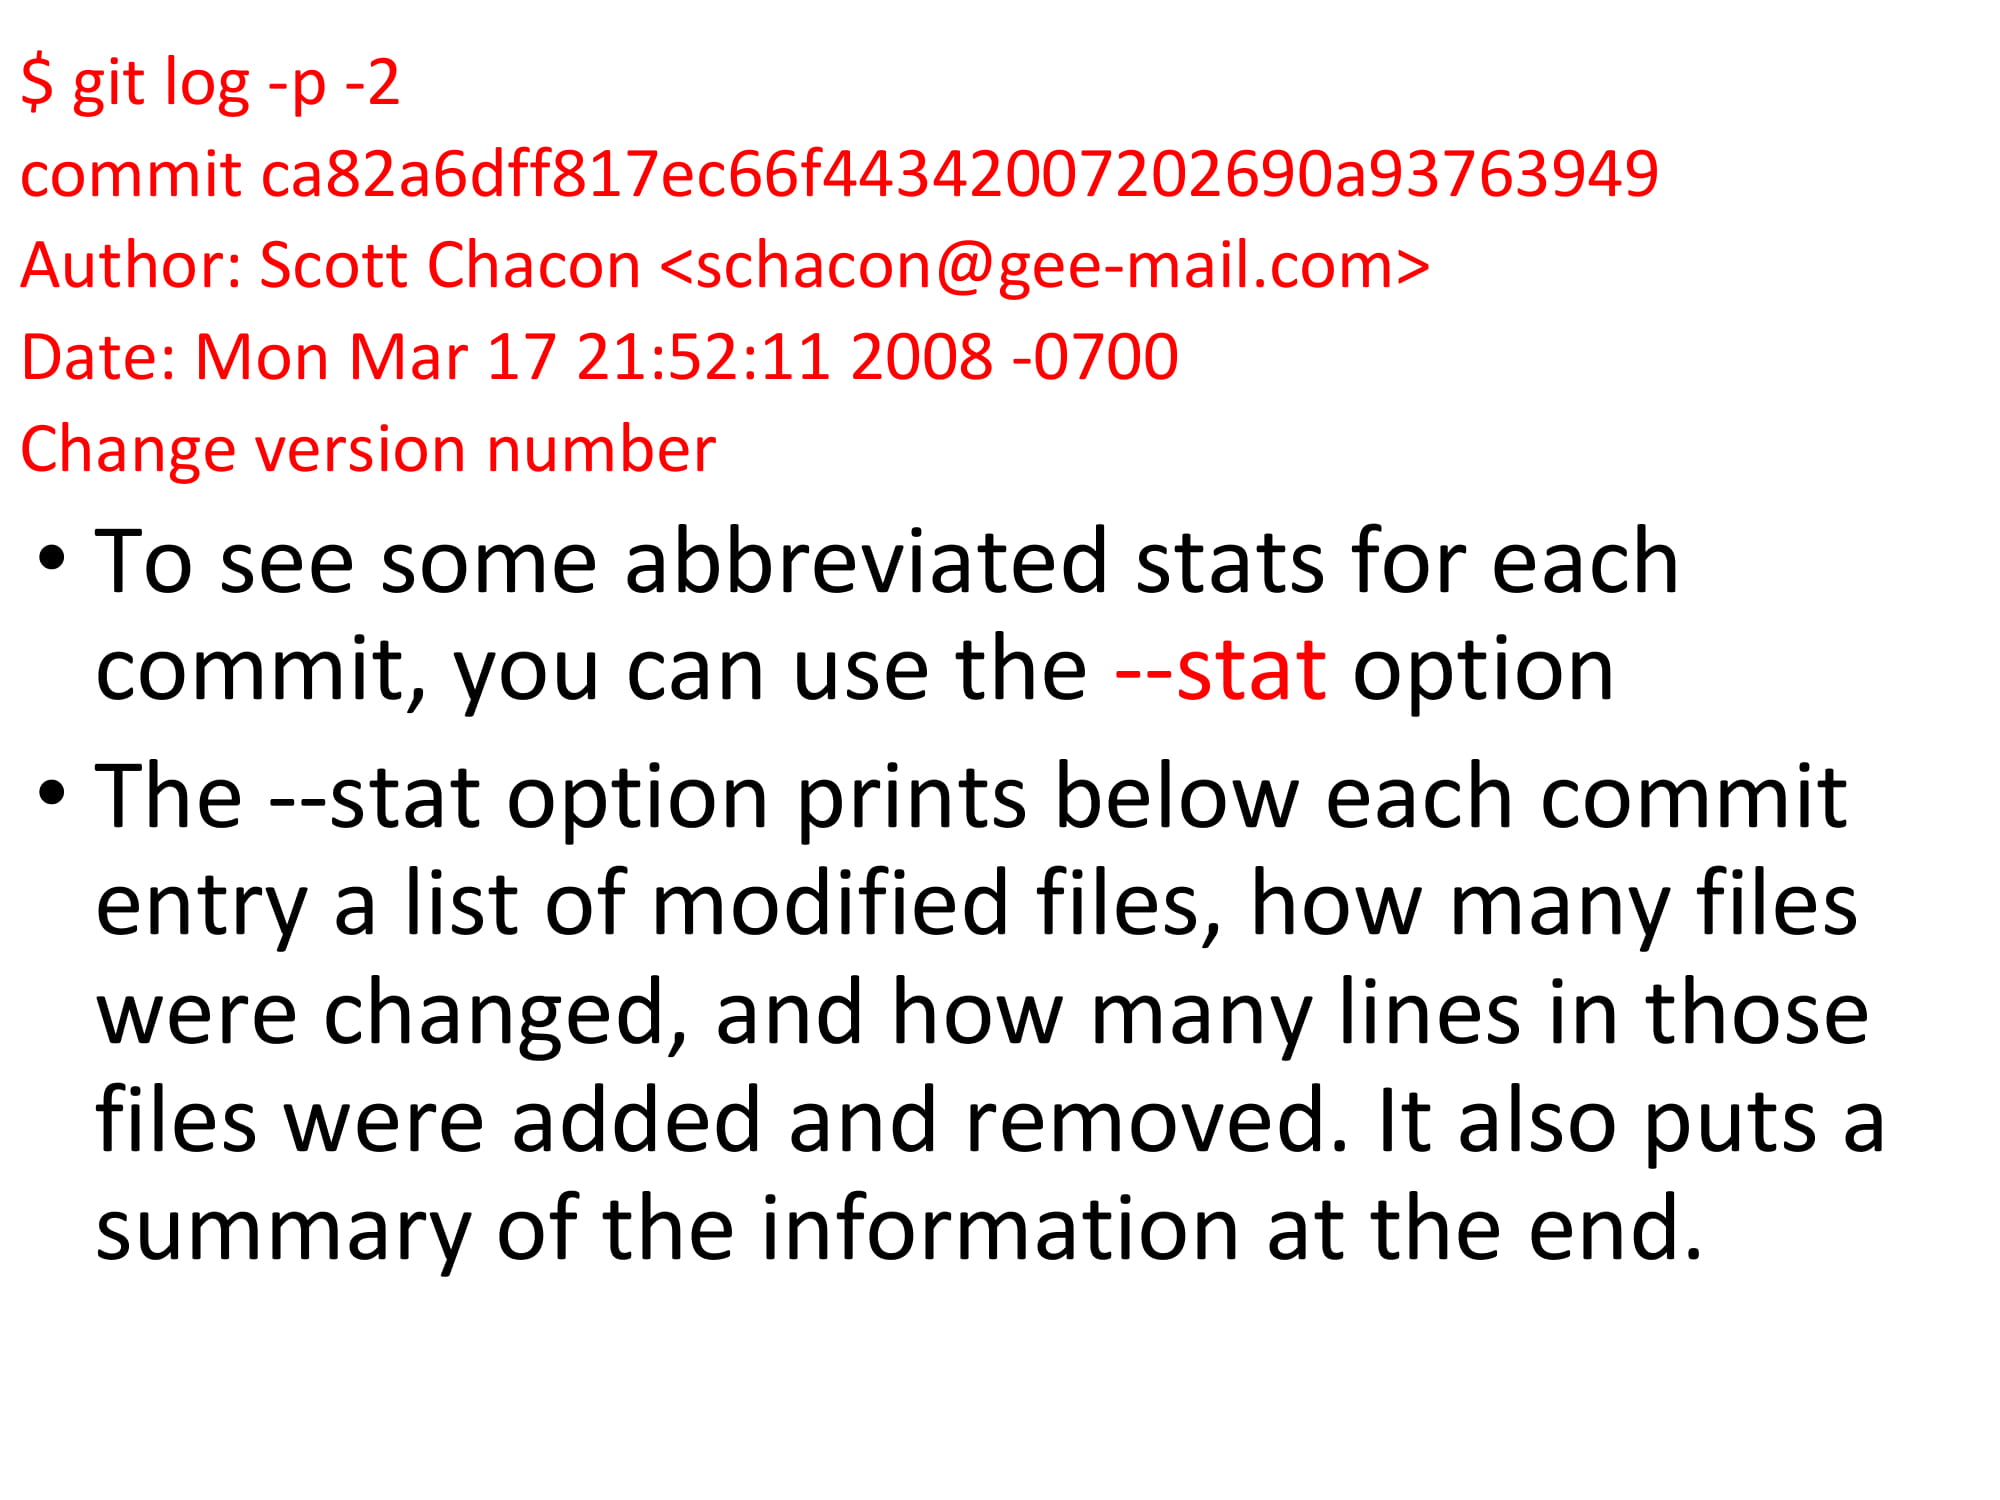 $ git log -p -2
commit ca82a6dff817ec66f44342007202690a93763949
Author: Scott Chacon <schacon@gee-mail.com>
Date: Mon Mar 17 21:52:11 2008 -0700
Change version number
• To see some abbreviated stats for each
commit, you can use the --stat option
• The --stat option prints below each commit
entry a list of modified files, how many files
were changed, and how many lines in those
files were added and removed. It also puts a
summary of the information at the end.